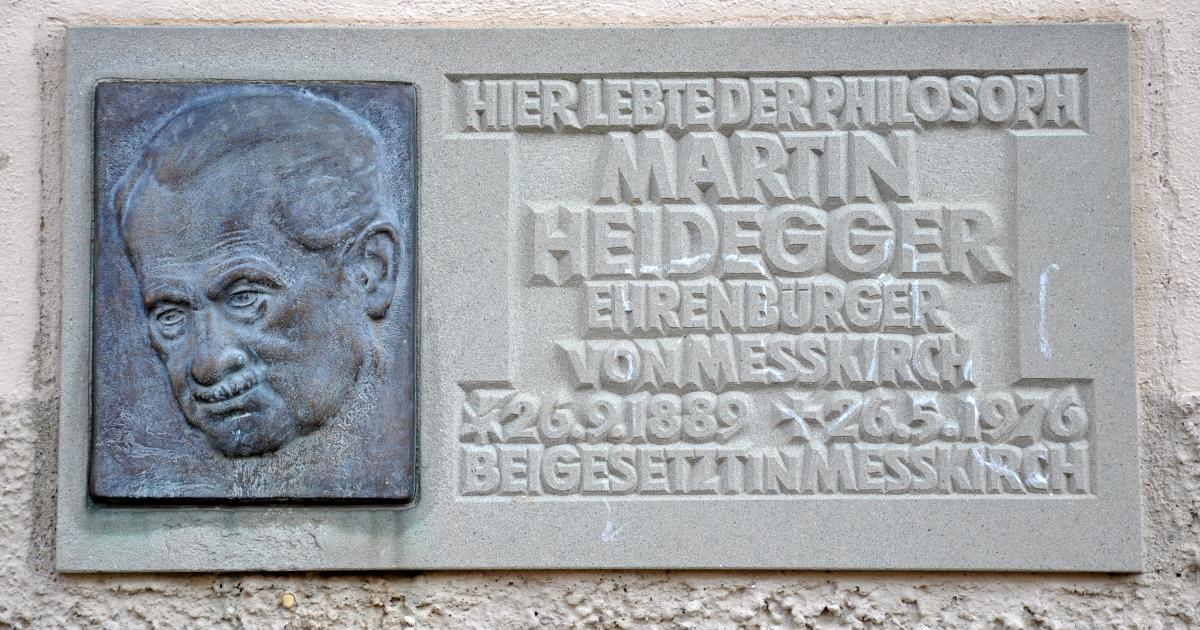 HIER LEBTE DER PHILOSOPH
MARTIN
HEIDEGGER
EHRENBÜRGER
VON MESSKIRCH
*26.9.1889 +26.5.1976
BEIGESETZT IN MESSKIRCH